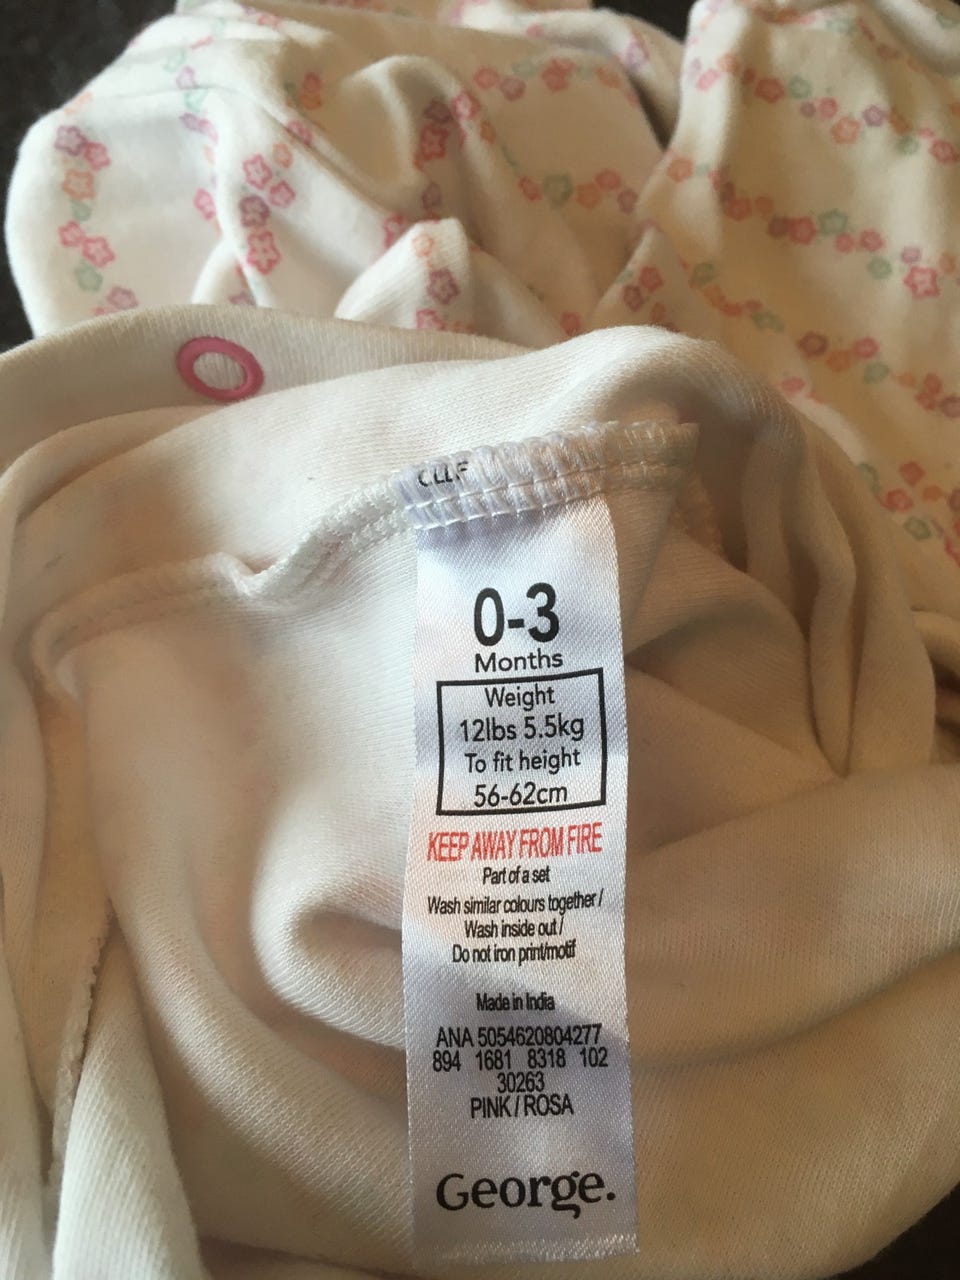 0-3
Months
Weight
12lbs 5.5kg
To fit height
56-62cm
KEEP AWAY FROM FIRE
Part of a set
Wash similar colours together /
Wash inside out /
Do not iron print/motif
Made in India
ANA 5054620804277
894 1681 8318 102
30263
PINK / ROSA
George.